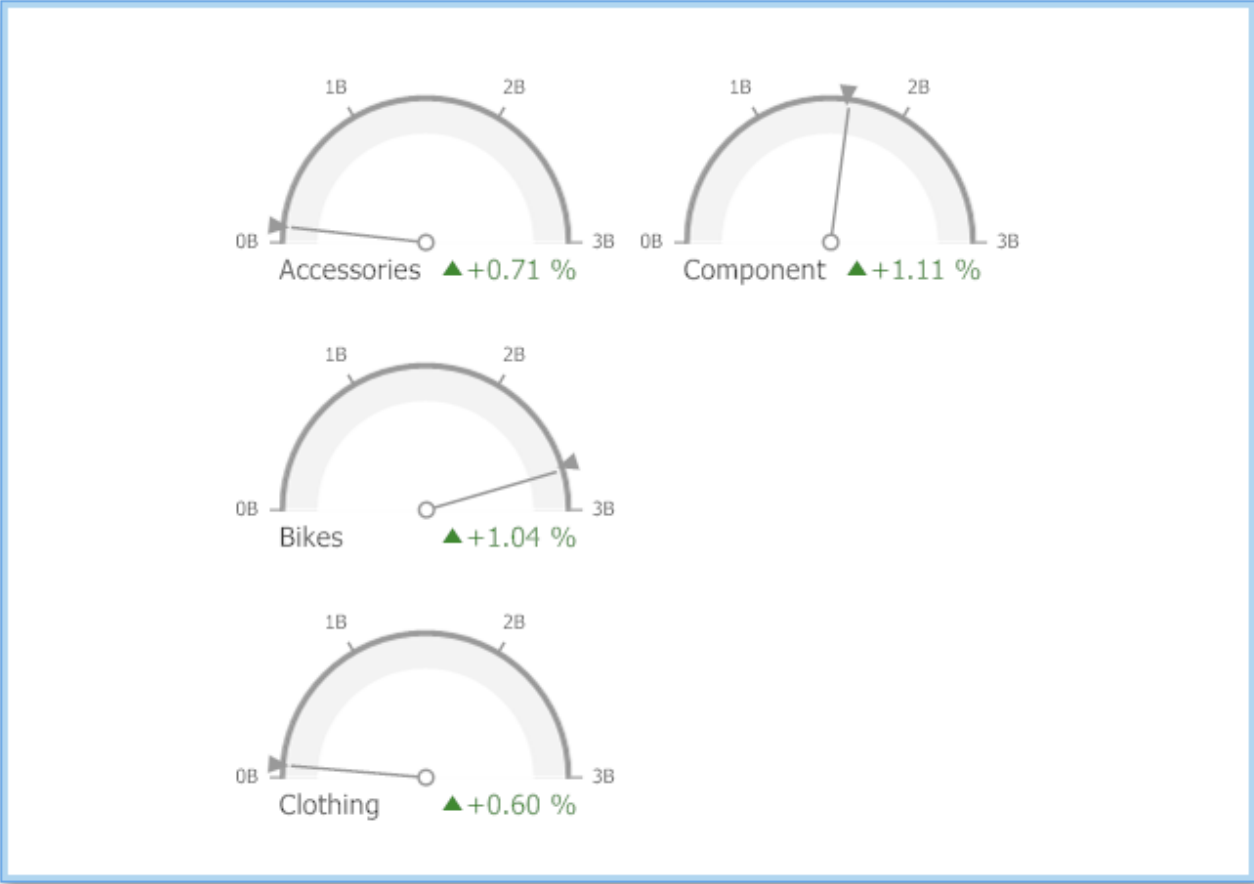 1B 2B 1B 2B
0B 3B 0B 3B
Accessories ▲+0.71 % Component ▲+1.11 %
1B 2B
0B 3B
Bikes ▲+1.04 %
1B 2B
0B 3B
Clothing ▲+0.60 %